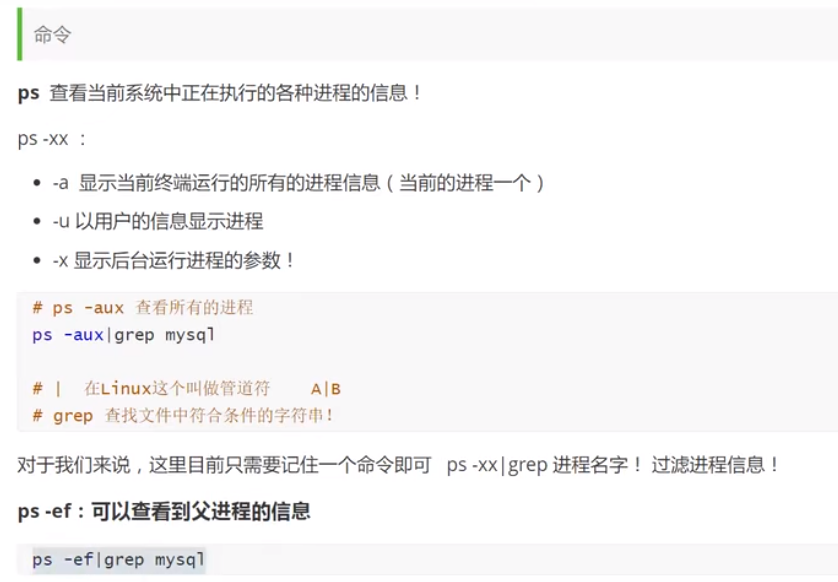 命令
ps 查看当前系统中正在执行的各种进程的信息！
ps -xx ：
-a 显示当前终端运行的所有的进程信息（当前的进程一个）
-u 以用户的信息显示进程
-x 显示后台运行进程的参数！
# ps -aux 查看所有的进程
ps -aux|grep mysql
# | 在Linux这个叫做管道符 A|B
# grep 查找文件中符合条件的字符串！
对于我们来说，这里目前只需要记住一个命令即可 ps -xx|grep 进程名字！ 过滤进程信息！
ps -ef：可以查看到父进程的信息
ps -ef|grep mysql